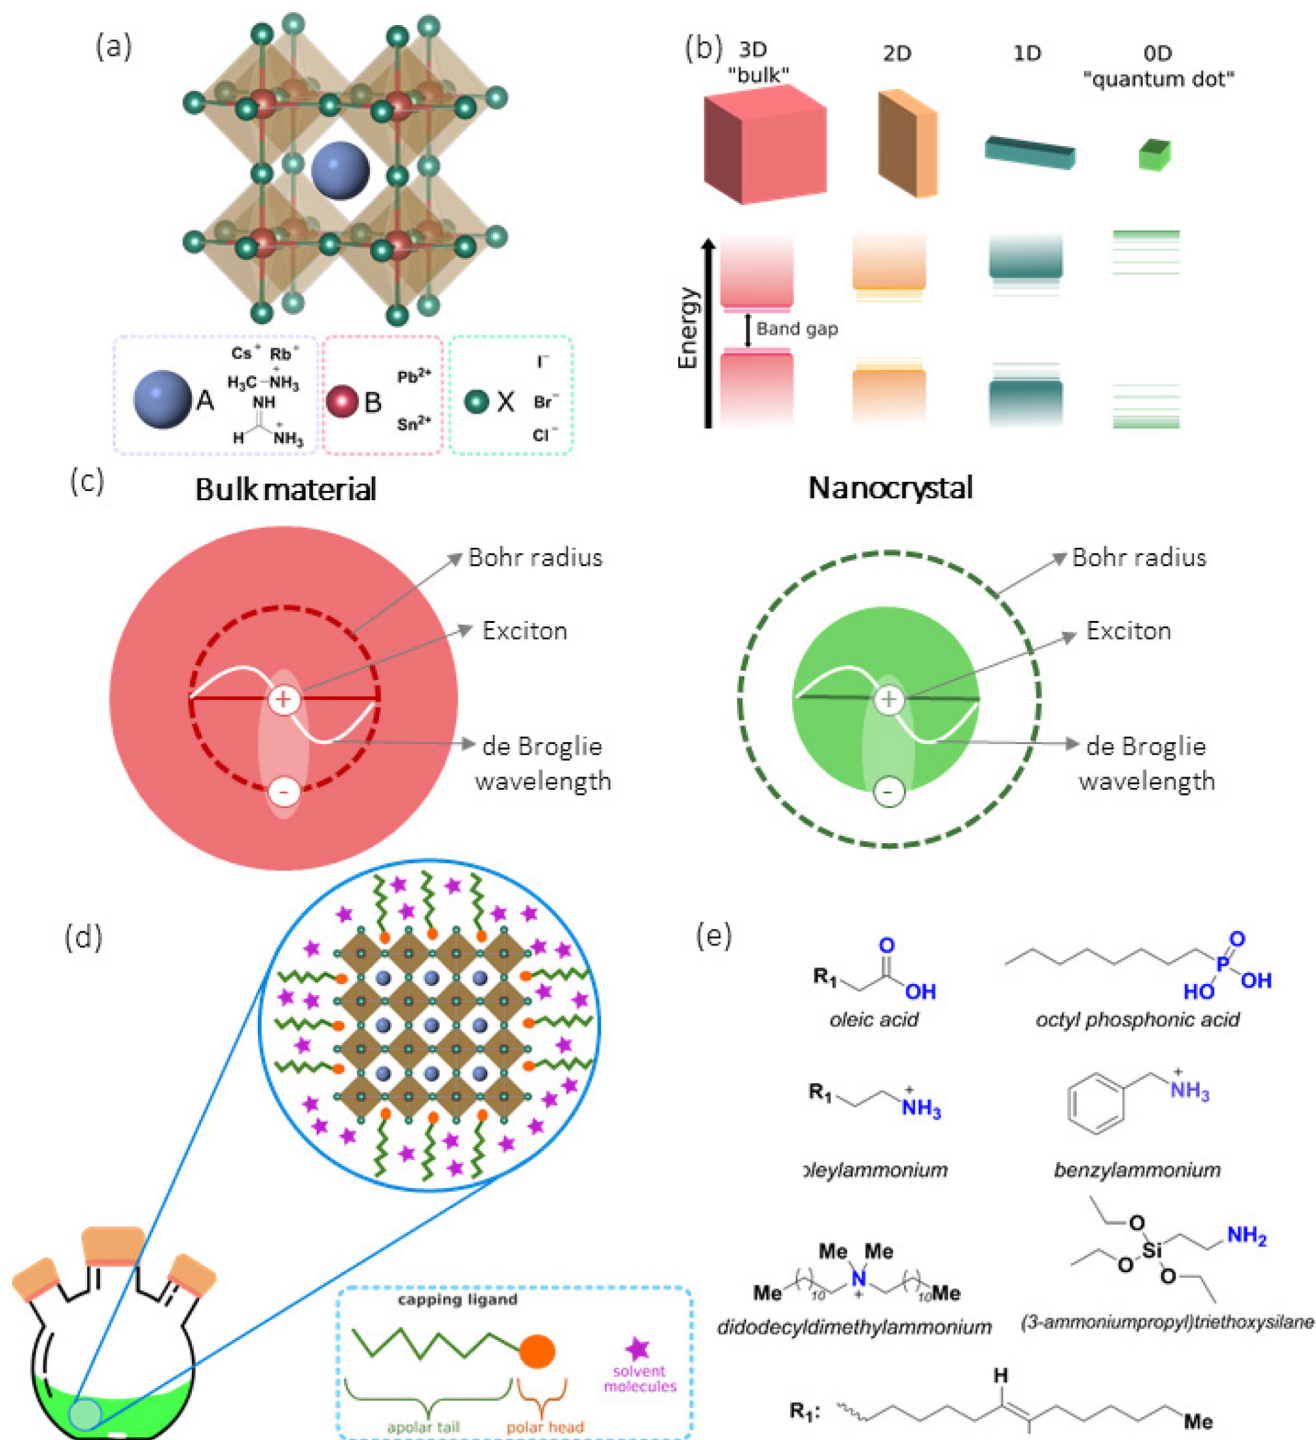 (a)
Cs⁺ Rb⁺
H₃C-NH₃⁺
NH
H NH₃⁺
A
Pb²⁺
Sn²⁺
B
I⁻
Br⁻
Cl⁻
X
(b)
3D
"bulk"
2D
1D
0D
"quantum dot"
Energy
Band gap
(c)
Bulk material
Bohr radius
Exciton
+
-
de Broglie
wavelength
Nanocrystal
Bohr radius
Exciton
+
-
de Broglie
wavelength
(d)
capping ligand
apolar tail
polar head
solvent
molecules
(e)
O
R₁
OH
oleic acid
O
P
HO OH
octyl phosphonic acid
R₁
NH₃⁺
oleylammonium
NH₃⁺
benzylammonium
Me Me
N⁺
Me 10 10 Me
didodecyldimethylammonium
O
O Si NH₂
O O
(3-ammoniumpropyl)triethoxysilane
H
R₁: Me